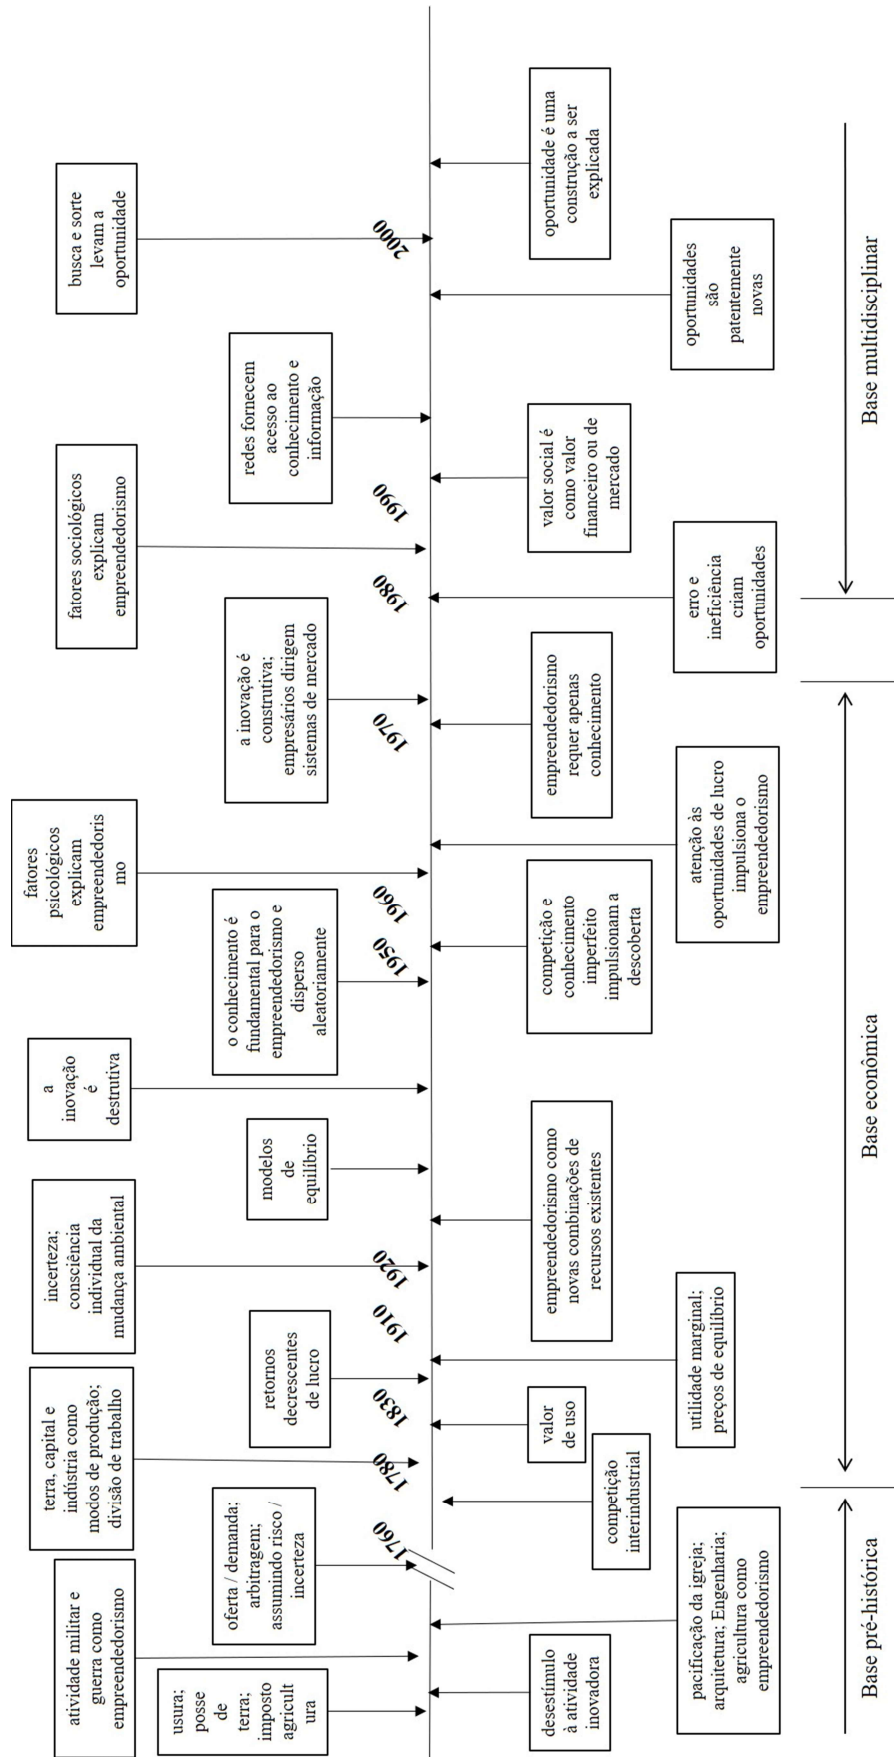 usura;
posse
de
terra;
imposto
agricult
ura
atividade militar e
guerra como
empreendedorismo
oferta / demanda;
arbitragem;
assumindo risco /
incerteza
terra, capital e
indústria como
modos de produção;
divisão de trabalho
retornos
decrescentes
de lucro
incerteza;
consciência
individual da
mudança ambiental
modelos
de
equilíbrio
a
inovação
é
destrutiva
o conhecimento é
fundamental para o
empreendedorismo e
disperso
aleatoriamente
fatores
psicológicos
explicam
empreendedoris
mo
a inovação é
construtiva;
empresários dirigem
sistemas de mercado
fatores sociológicos
explicam
empreendedorismo
redes fornecem
acesso ao
conhecimento e
informação
busca e sorte
levam a
oportunidade
1760
1780
1830
1910
1920
1950
1960
1970
1980
1990
2000
desestímulo
à atividade
inovadora
pacificação da igreja;
arquitetura; Engenharia;
agricultura como
empreendedorismo
competição
interindustrial
valor
de uso
utilidade marginal;
preços de equilíbrio
empreendedorismo como
novas combinações de
recursos existentes
competição e
conhecimento
imperfeito
impulsionam a
descoberta
atenção às
oportunidades de lucro
impulsiona o
empreendedorismo
empreendedorismo
requer apenas
conhecimento
erro e
ineficiência
criam
oportunidades
valor social é
como valor
financeiro ou de
mercado
oportunidades
são
patentemente
novas
oportunidade é uma
construção a ser
explicada
Base pré-histórica
Base econômica
Base multidisciplinar